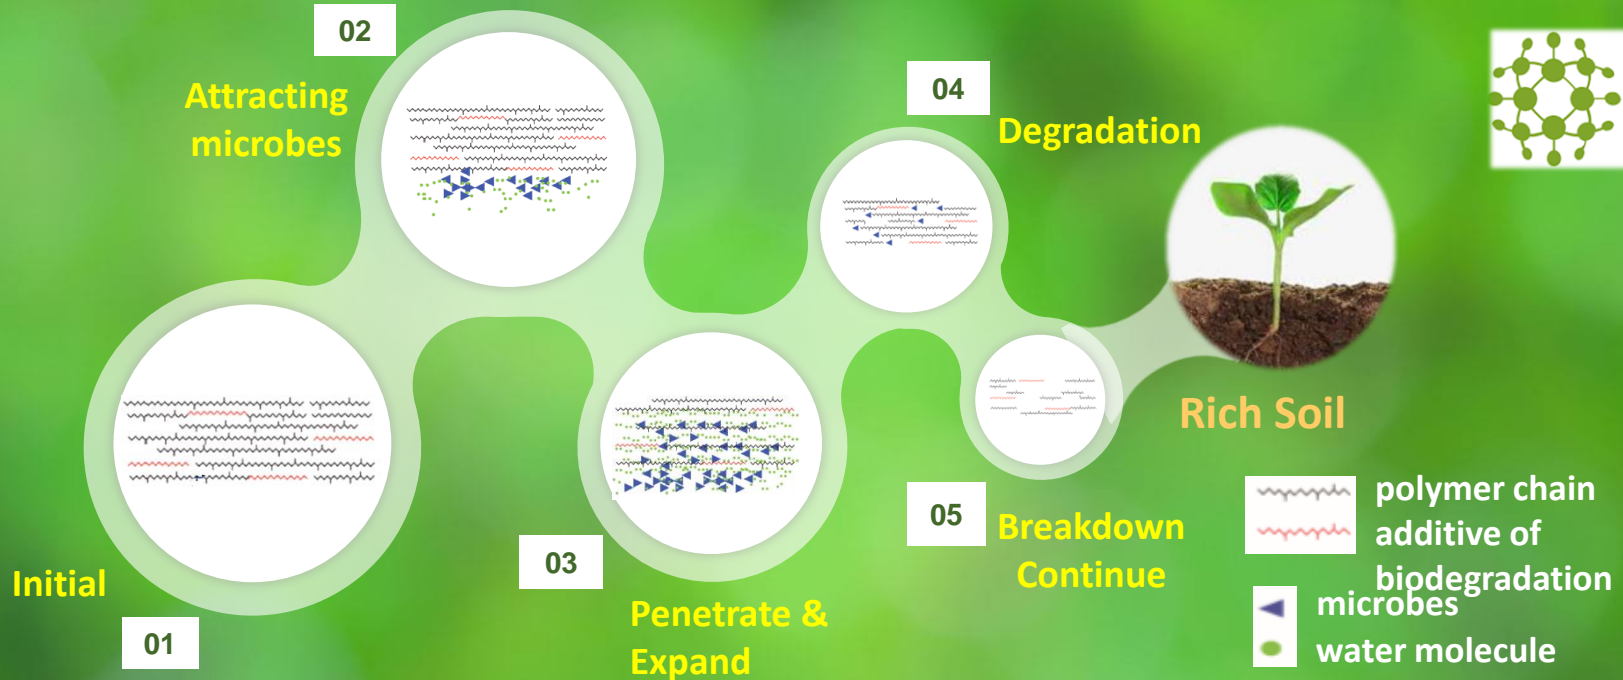 02
Attracting
microbes
04
Degradation
Initial
01
03
Penetrate &
Expand
05
Breakdown
Continue
Rich Soil
polymer chain
additive of
biodegradation
microbes
water molecule